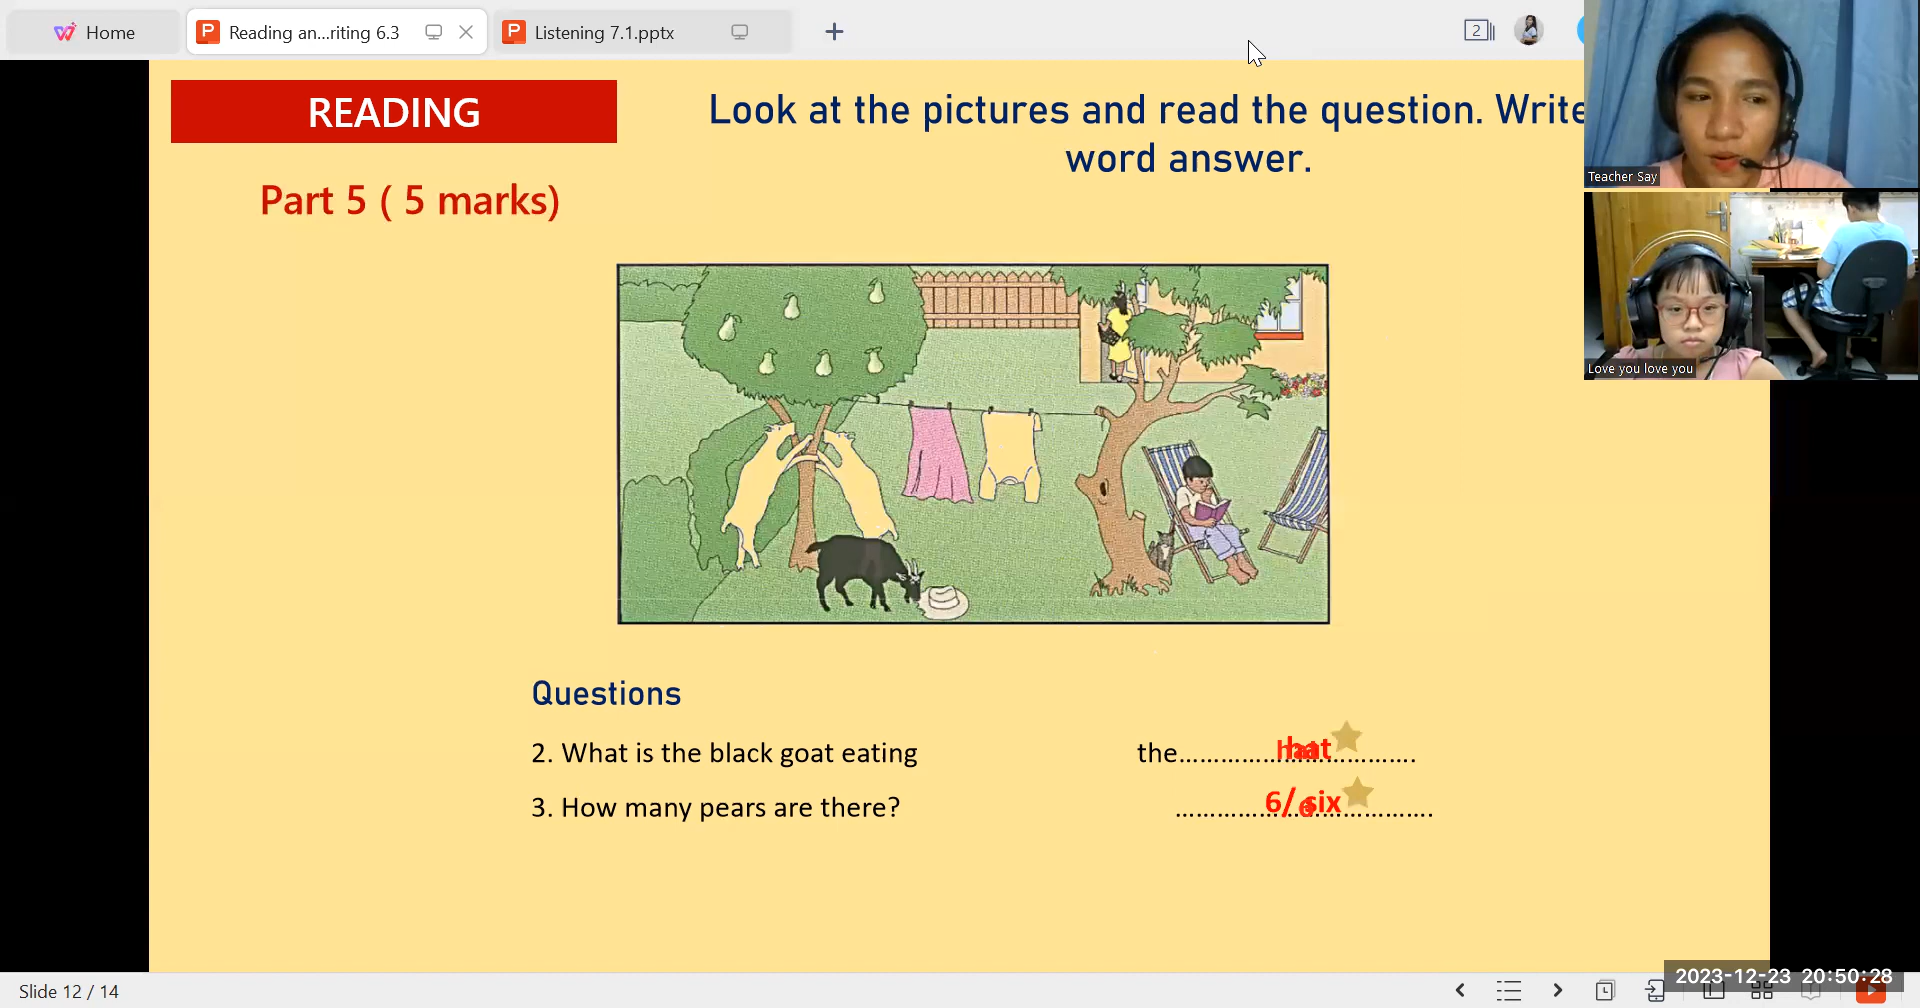 Home
Reading an...riting 6.3
Listening 7.1.pptx
2
READING
Look at the pictures and read the question. Write
word answer.
Part 5 ( 5 marks)
Teacher Say
Love you love you
Questions
2. What is the black goat eating
the.................................. hat
3. How many pears are there?
..................................... 6/ six
Slide 12 / 14
2023-12-23 20:50:28